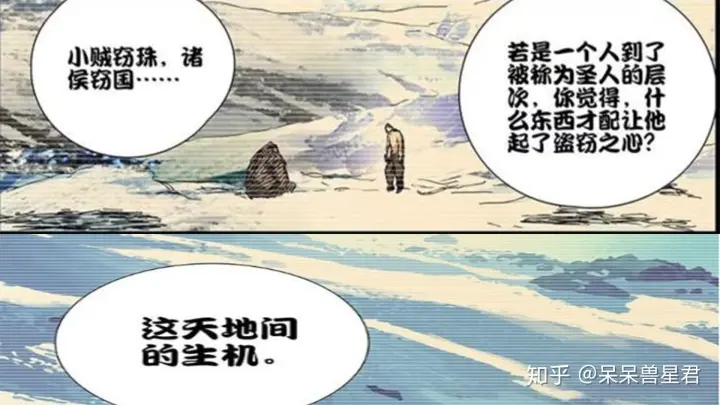 小贼窃珠，诸
侯窃国……
若是一个人到了
被称为圣人的层
次，你觉得，什
么东西才配让他
起了盗窃之心？
这天地间
的生机。
知乎 @呆呆兽星君